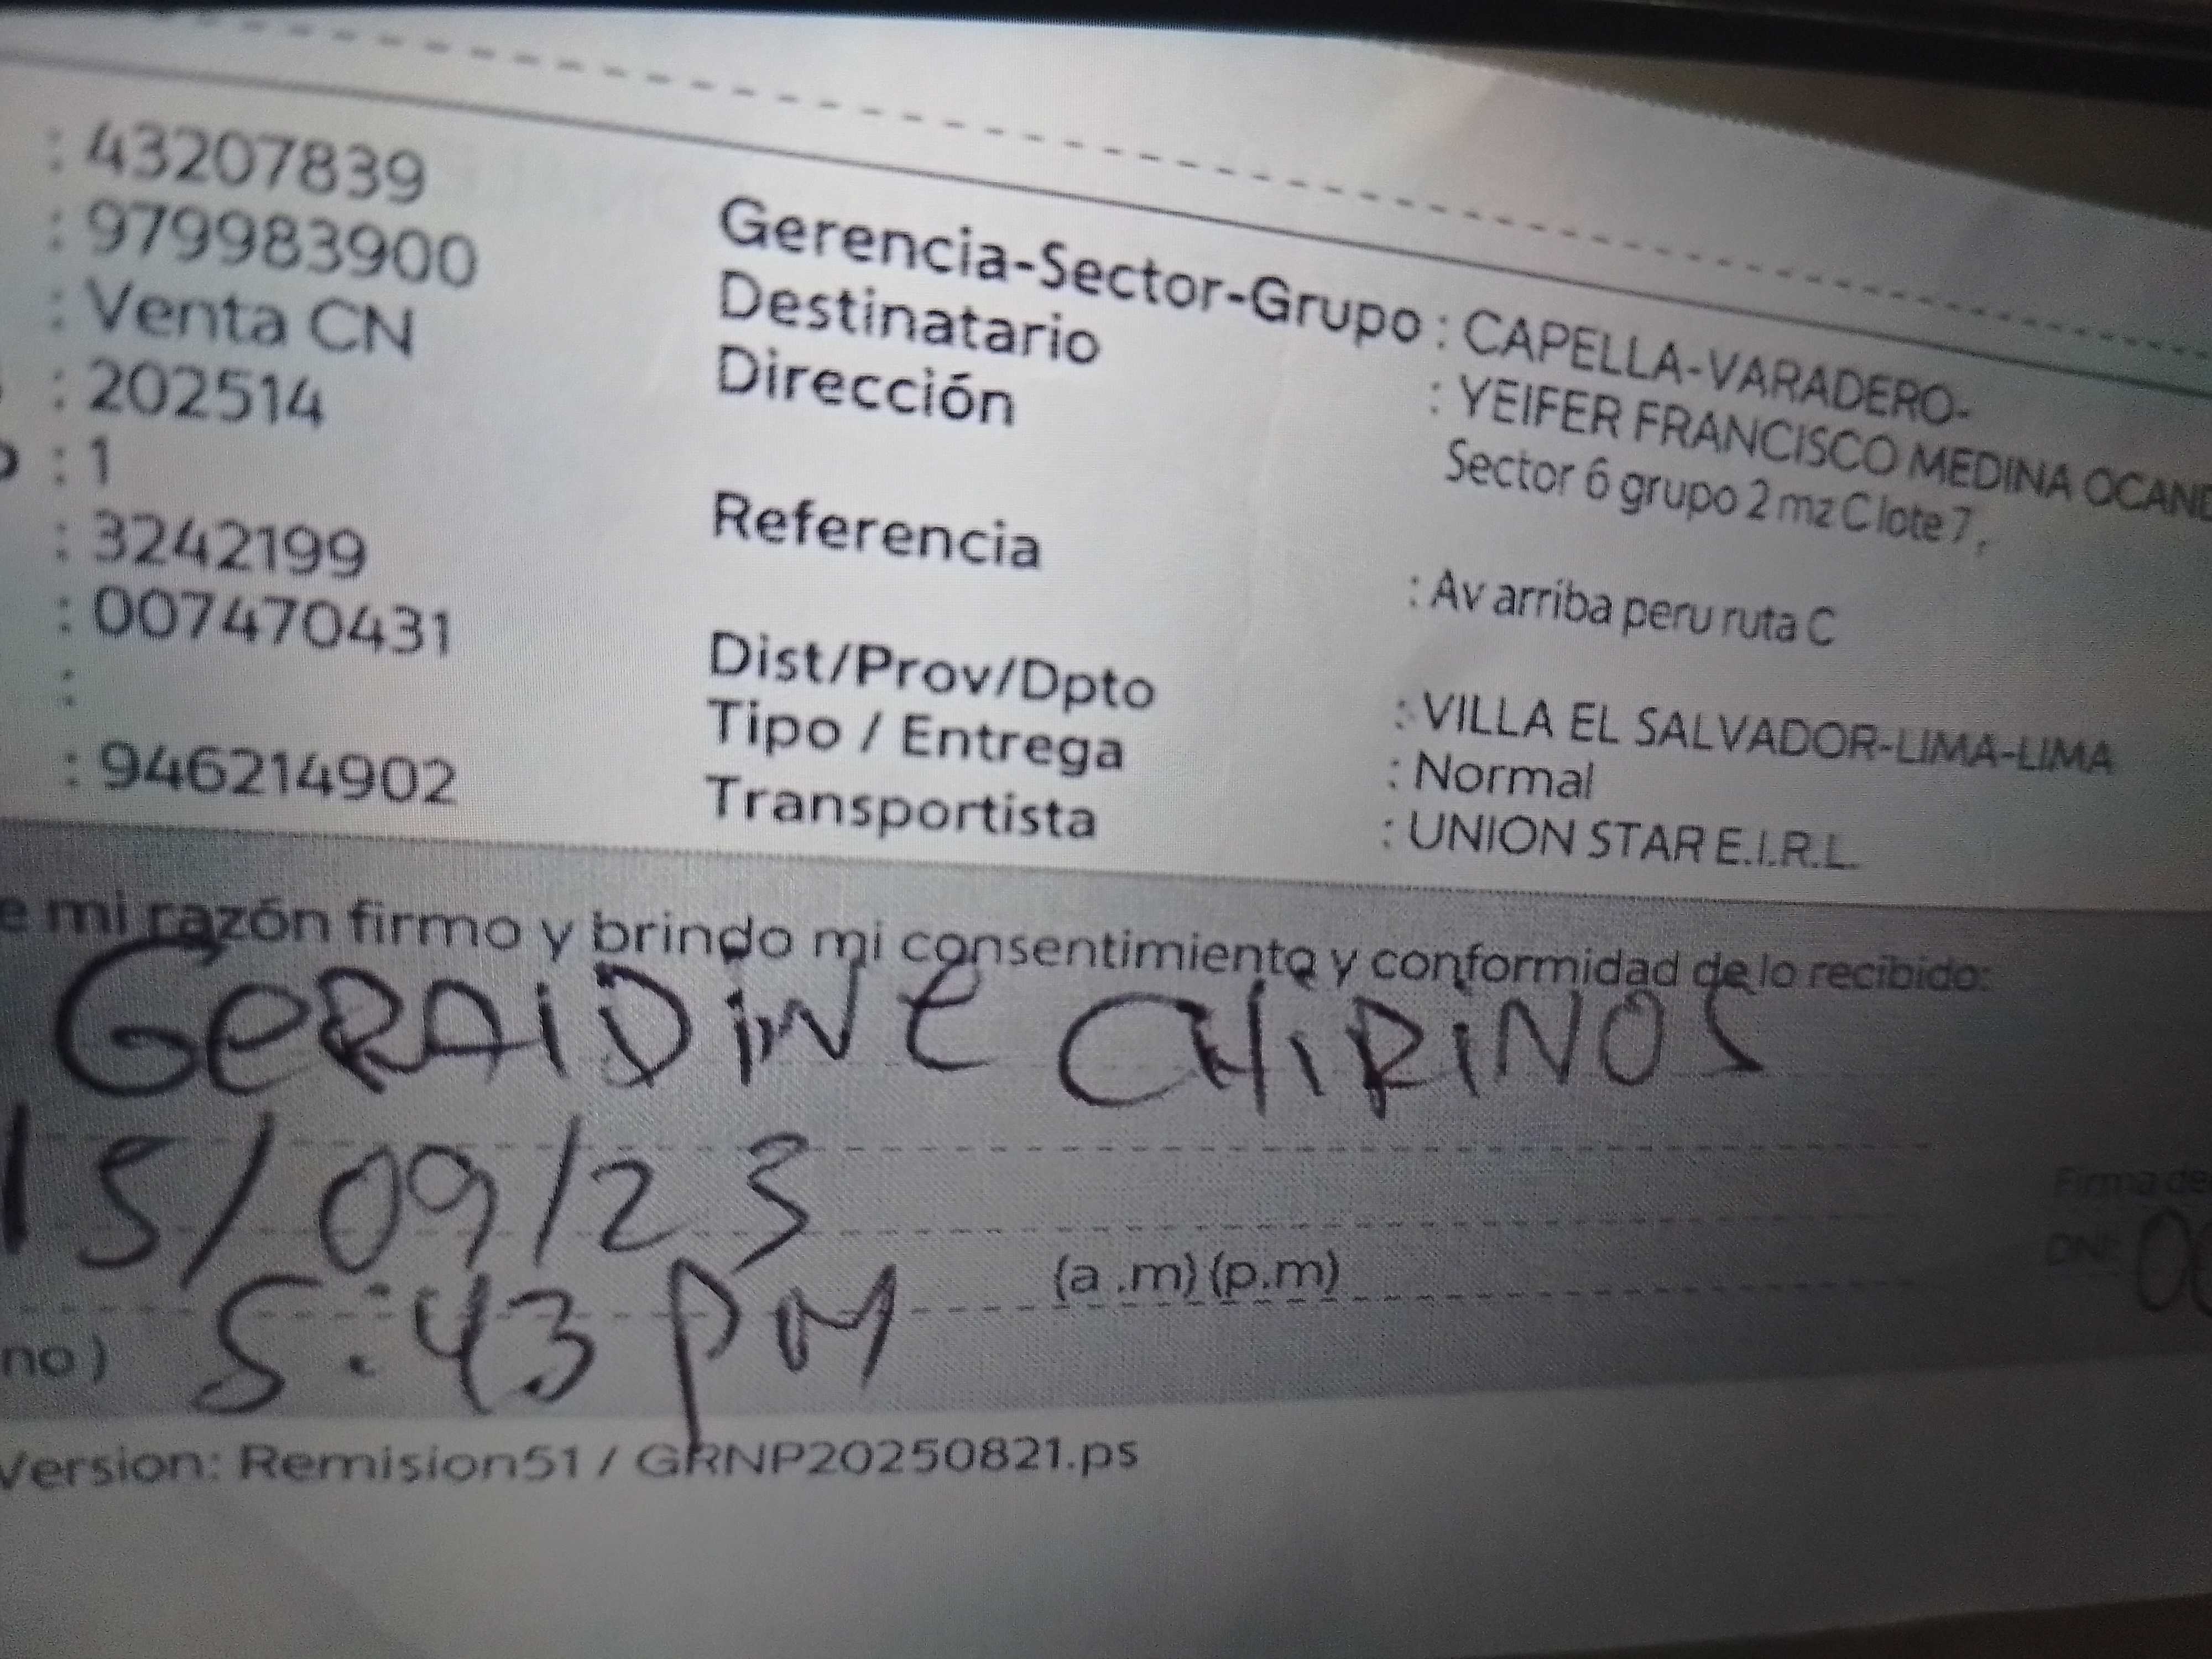 : 43207839
: 979983900
: Venta CN
: 202514
: 1
: 3242199
: 007470431
:
: 946214902
Gerencia-Sector-Grupo : CAPELLA-VARADERO-
Destinatario : YEIFER FRANCISCO MEDINA
Dirección Sector 6 grupo 2 mz C lote 7,
Referencia : Av arriba peru ruta C
Dist/Prov/Dpto : VILLA EL SALVADOR-LIMA-LIMA
Tipo / Entrega : Normal
Transportista : UNION STAR E.I.R.L.
e mi razón firmo y brindo mi consentimiento y conformidad de lo recibido:
GERAIDINE CHIRINOS
15/09/23
Firma de
5:43 PM (a .m) (p.m)
DNI:
no )
Version: Remision51 / GRNP20250821.ps